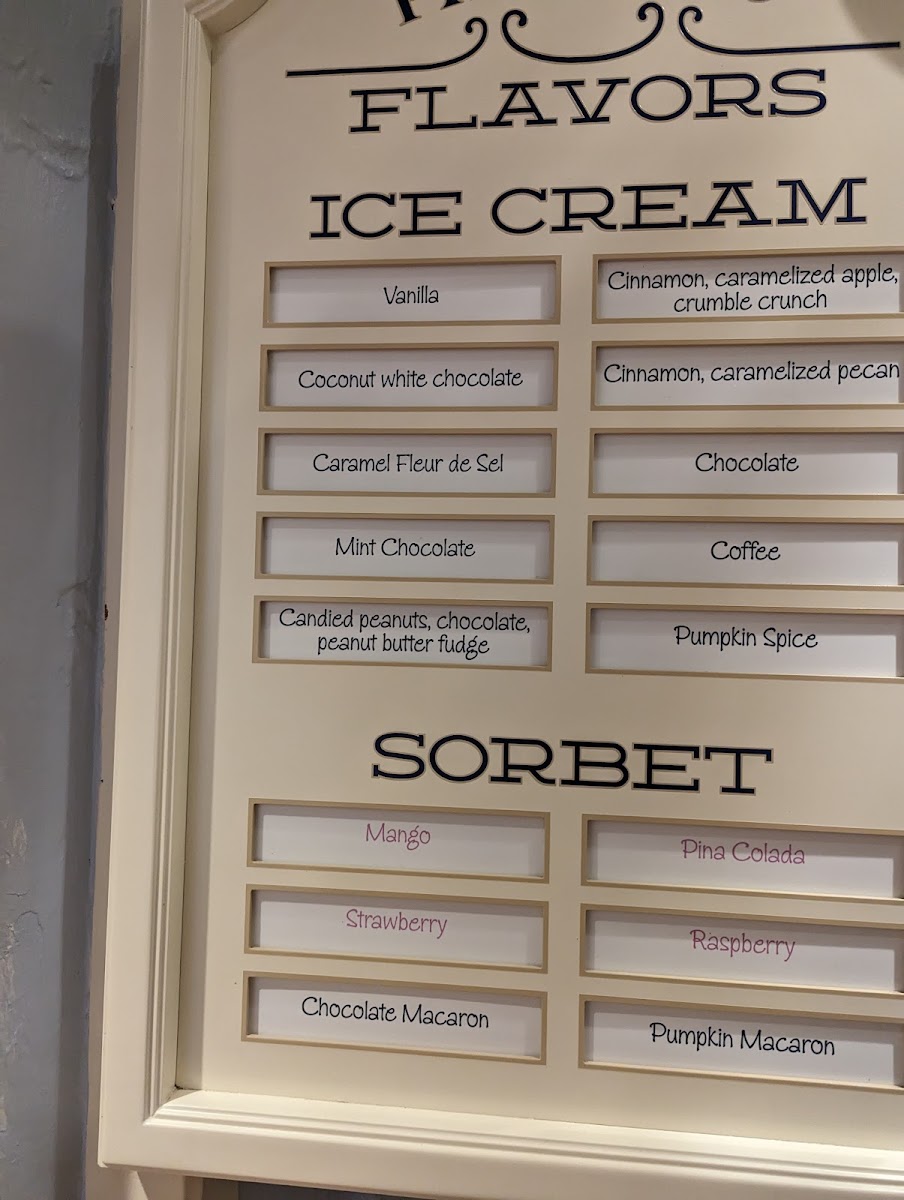 FLAVORS
ICE CREAM
Vanilla
Cinnamon, caramelized apple,
crumble crunch
Coconut white chocolate
Cinnamon, caramelized pecan
Caramel Fleur de Sel
Chocolate
Mint Chocolate
Coffee
Candied peanuts, chocolate,
peanut butter fudge
Pumpkin Spice
SORBET
Mango
Pina Colada
Strawberry
Raspberry
Chocolate Macaron
Pumpkin Macaron